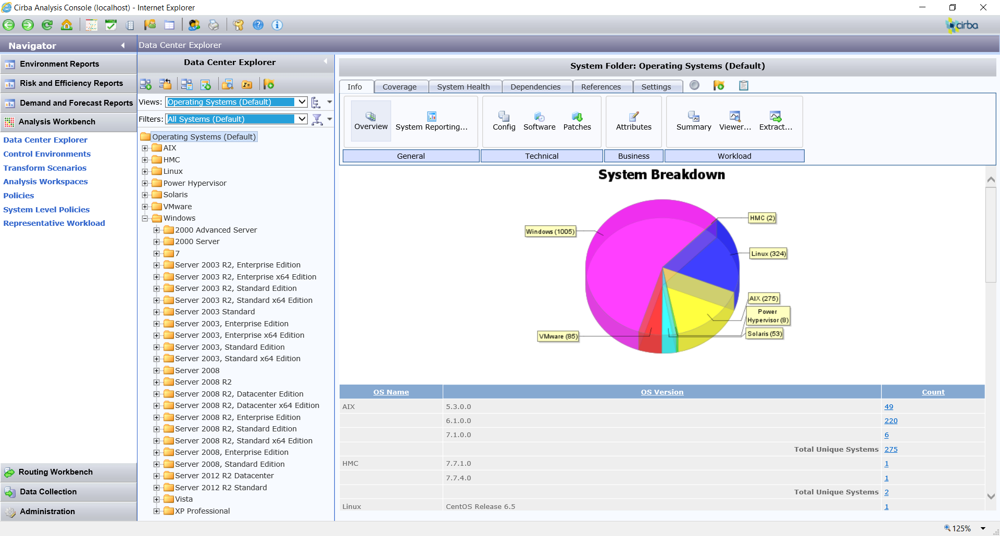 Cirba Analysis Console (localhost) - Internet Explorer
cirba
Navigator
Data Center Explorer
Environment Reports
Risk and Efficiency Reports
Demand and Forecast Reports
Analysis Workbench
Data Center Explorer
Control Environments
Transform Scenarios
Analysis Workspaces
Policies
System Level Policies
Representative Workload
Routing Workbench
Data Collection
Administration
Data Center Explorer
Views: Operating Systems (Default)
Filters: All Systems (Default)
Operating Systems (Default)
AIX
HMC
Linux
Power Hypervisor
Solaris
VMware
Windows
2000 Advanced Server
2000 Server
7
Server 2003 R2, Enterprise Edition
Server 2003 R2, Enterprise x64 Edition
Server 2003 R2, Standard Edition
Server 2003 R2, Standard x64 Edition
Server 2003 Standard
Server 2003, Enterprise Edition
Server 2003, Enterprise x64 Edition
Server 2003, Standard Edition
Server 2003, Standard x64 Edition
Server 2008
Server 2008 R2
Server 2008 R2, Datacenter Edition
Server 2008 R2, Datacenter x64 Edition
Server 2008 R2, Enterprise Edition
Server 2008 R2, Standard Edition
Server 2008 R2, Standard x64 Edition
Server 2008, Enterprise Edition
Server 2008, Standard Edition
Server 2012 R2 Datacenter
Server 2012 R2 Standard
Vista
XP Professional
System Folder: Operating Systems (Default)
Info Coverage System Health Dependencies References Settings
Overview System Reporting... Config Software Patches Attributes Summary Viewer... Extract...
General Technical Business Workload
System Breakdown
HMC (2)
Windows (1005)
Linux (324)
AIX (275)
Power
Hypervisor (8)
Solaris (53)
VMware (85)
OS Name OS Version Count
AIX 5.3.0.0 49
6.1.0.0 220
7.1.0.0 6
Total Unique Systems 275
HMC 7.7.1.0 1
7.7.4.0 1
Total Unique Systems 2
Linux CentOS Release 6.5 1
125%